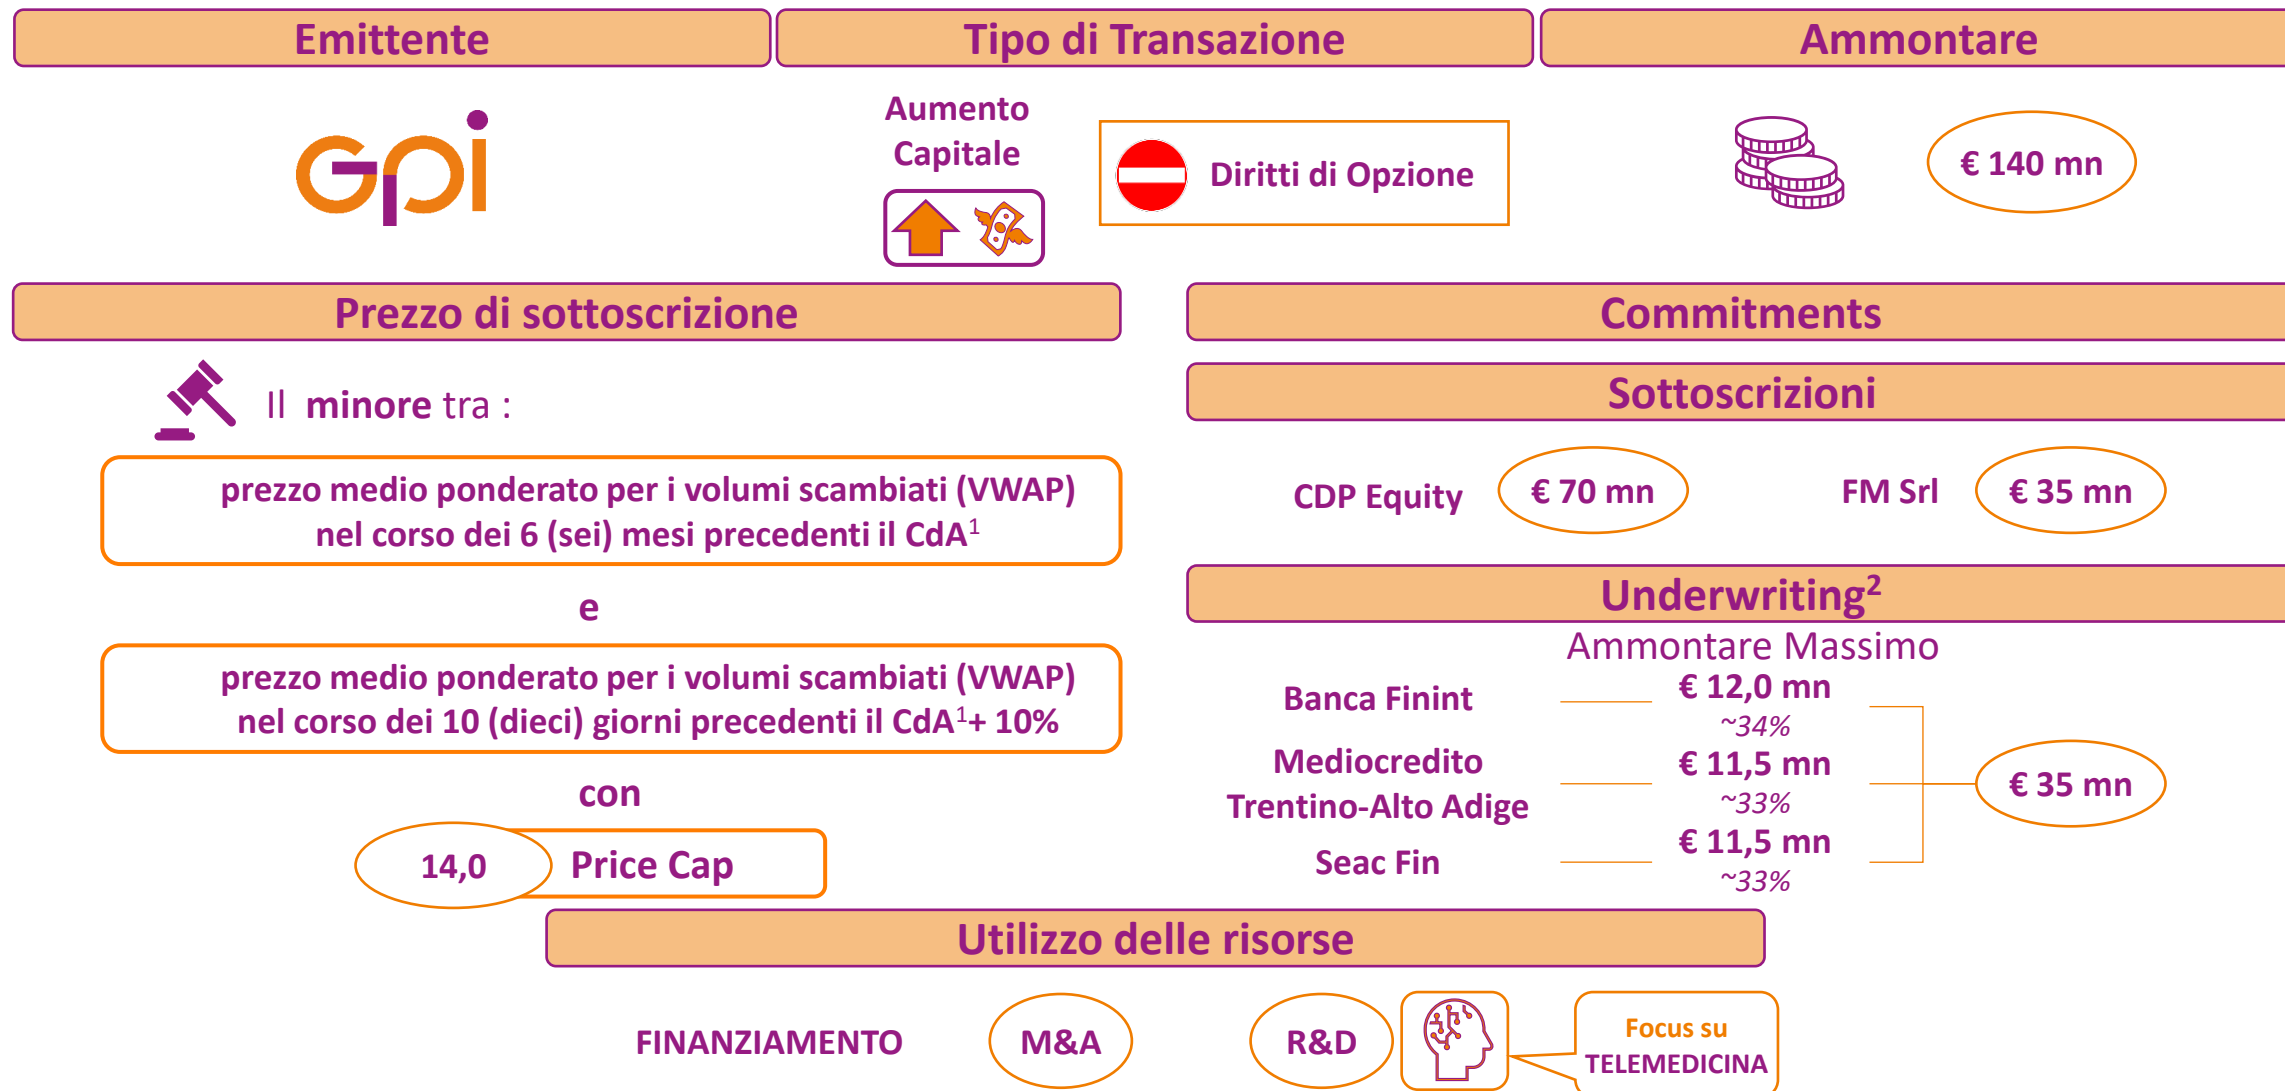 Emittente
Tipo di Transazione
Ammontare
Gpi
Aumento
Capitale
Diritti di Opzione
€ 140 mn
Prezzo di sottoscrizione
Il minore tra :
prezzo medio ponderato per i volumi scambiati (VWAP)
nel corso dei 6 (sei) mesi precedenti il CdA¹
e
prezzo medio ponderato per i volumi scambiati (VWAP)
nel corso dei 10 (dieci) giorni precedenti il CdA¹+ 10%
con
14,0
Price Cap
Commitments
Sottoscrizioni
CDP Equity
€ 70 mn
FM Srl
€ 35 mn
Underwriting²
Ammontare Massimo
Banca Finint
€ 12,0 mn
~34%
Mediocredito
Trentino-Alto Adige
€ 11,5 mn
~33%
Seac Fin
€ 11,5 mn
~33%
€ 35 mn
Utilizzo delle risorse
FINANZIAMENTO
M&A
R&D
Focus su
TELEMEDICINA